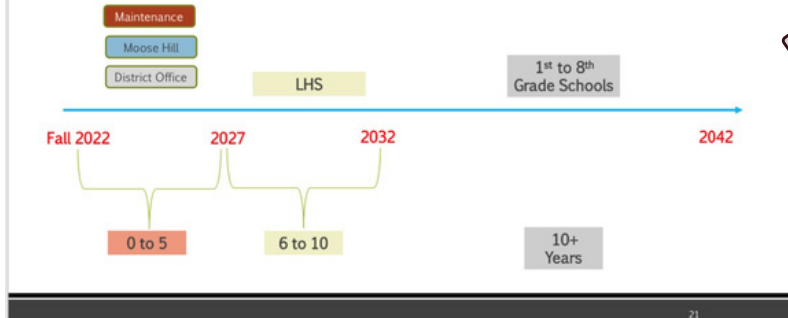 Maintenance
Moose Hill
District Office
LHS
1st to 8th
Grade Schools
Fall 2022
2027
2032
2042
0 to 5
6 to 10
10+
Years
21